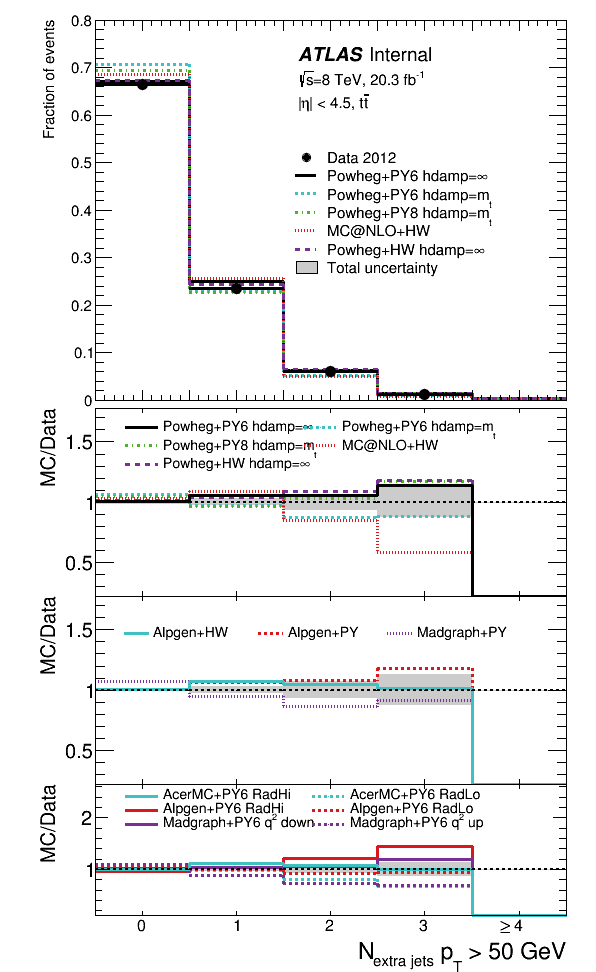 Fraction of events
0.8
0.7
0.6
0.5
0.4
0.3
0.2
0.1
0
ATLAS Internal
√s=8 TeV, 20.3 fb⁻¹
|η| < 4.5, tt̅
Data 2012
Powheg+PY6 hdamp=∞
Powheg+PY6 hdamp=m_t
Powheg+PY8 hdamp=m_t
MC@NLO+HW
Powheg+HW hdamp=∞
Total uncertainty
MC/Data
1.5
1
0.5
Powheg+PY6 hdamp=∞ Powheg+PY6 hdamp=m_t
Powheg+PY8 hdamp=m_t MC@NLO+HW
Powheg+HW hdamp=∞
MC/Data
1.5
1
0.5
Alpgen+HW Alpgen+PY Madgraph+PY
MC/Data
2
1
AcerMC+PY6 RadHi AcerMC+PY6 RadLo
Alpgen+PY6 RadHi Alpgen+PY6 RadLo
Madgraph+PY6 q² down Madgraph+PY6 q² up
0 1 2 3 ≥4
N_extra jets p_T > 50 GeV